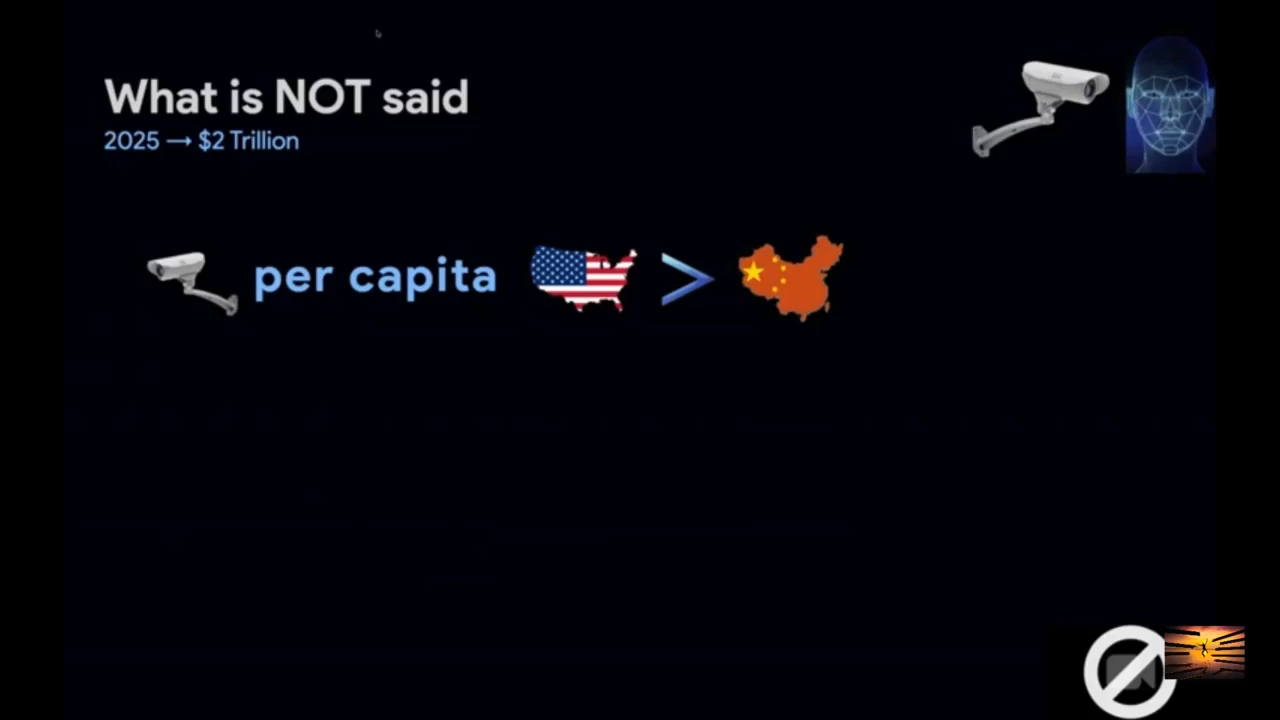 What is NOT said
2025 → $2 Trillion
per capita >